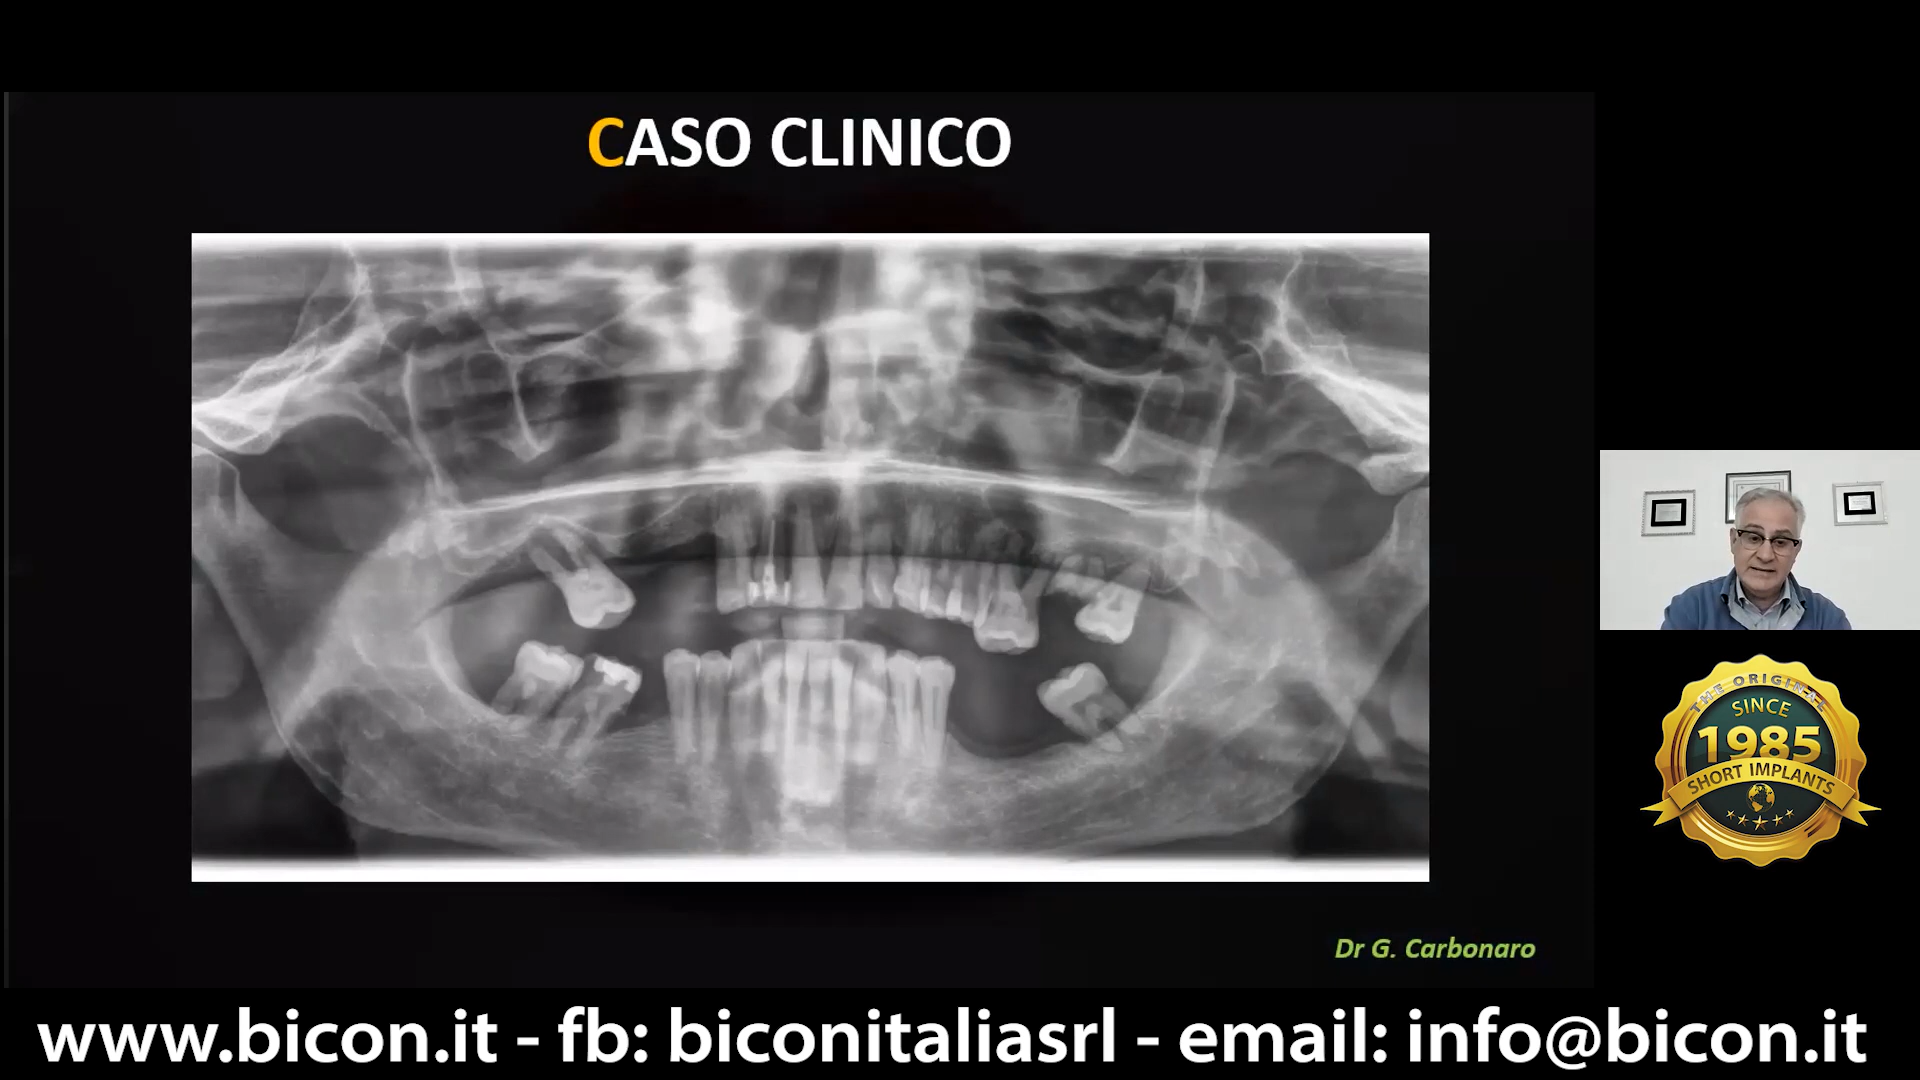 CASO CLINICO
THE ORIGINAL
SINCE
1985
SHORT IMPLANTS
Dr G. Carbonaro
www.bicon.it - fb: biconitaliasrl - email: info@bicon.it